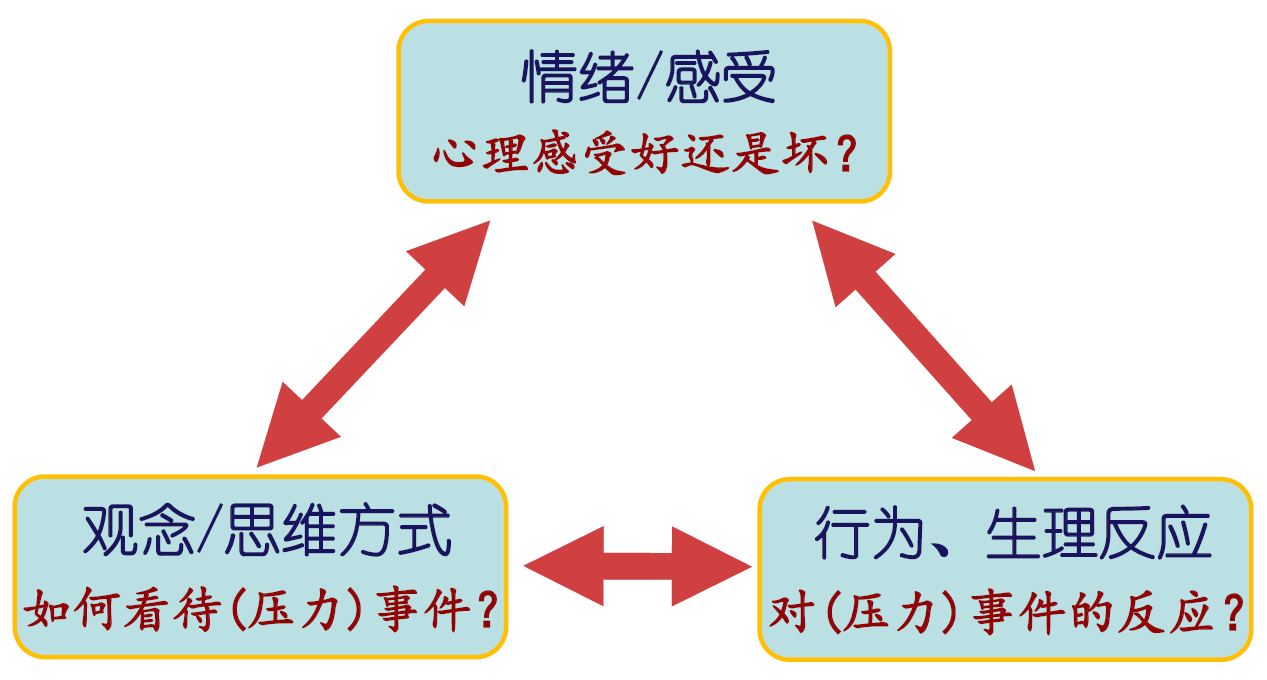 情绪/感受
心理感受好还是坏？
观念/思维方式
如何看待(压力)事件？
行为、生理反应
对(压力)事件的反应？